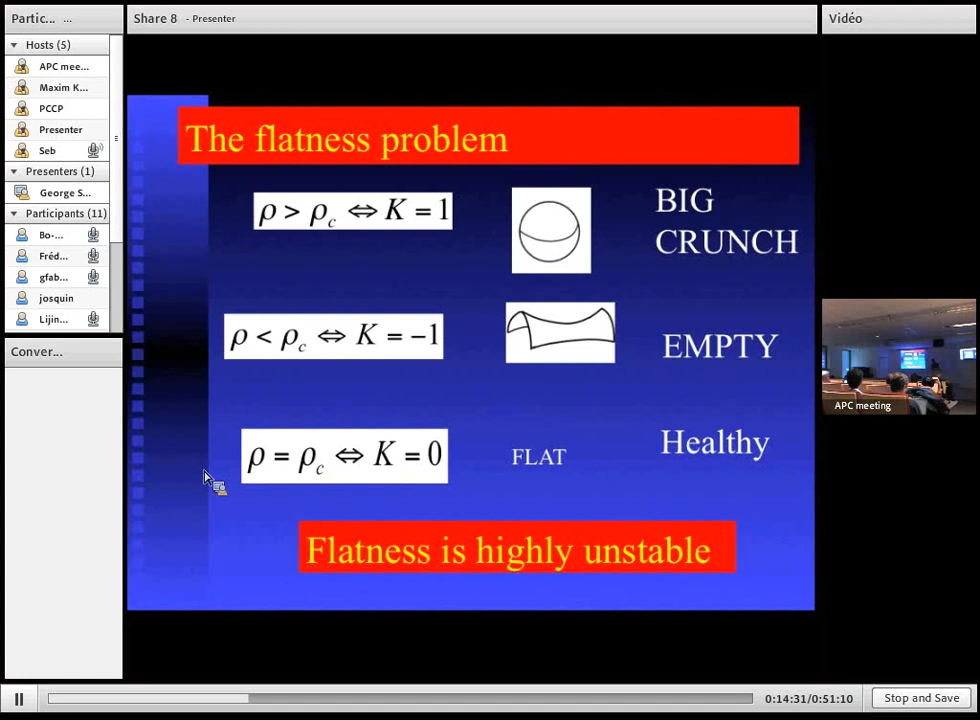 Partic... ...
Hosts (5)
APC mee...
Maxim K...
PCCP
Presenter
Seb
Presenters (1)
George S...
Participants (11)
Bo-...
Fréd...
gfab...
josquin
Lijin...
Conver...
Share 8 - Presenter
The flatness problem
ρ > ρc ⇔ K = 1
BIG
CRUNCH
ρ < ρc ⇔ K = −1
EMPTY
ρ = ρc ⇔ K = 0
FLAT
Healthy
Flatness is highly unstable
Vidéo
APC meeting
0:14:31/0:51:10
Stop and Save